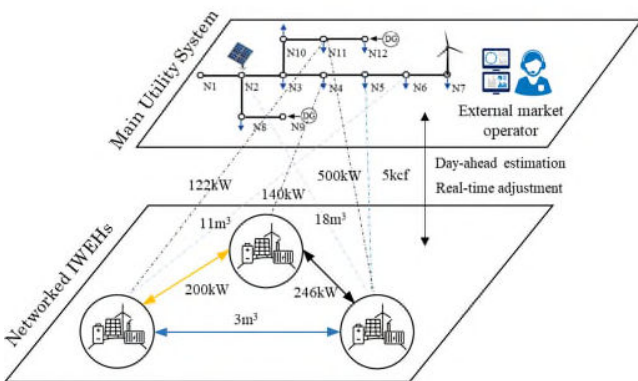 Main Utility System
N10
N11
N12
DG
N1
N2
N3
N4
N5
N6
N7
N8
N9
DG
External market
operator
Day-ahead estimation
Real-time adjustment
122kW
140kW
500kW
5kcf
11m³
18m³
200kW
246kW
3m³
Networked IWEHs